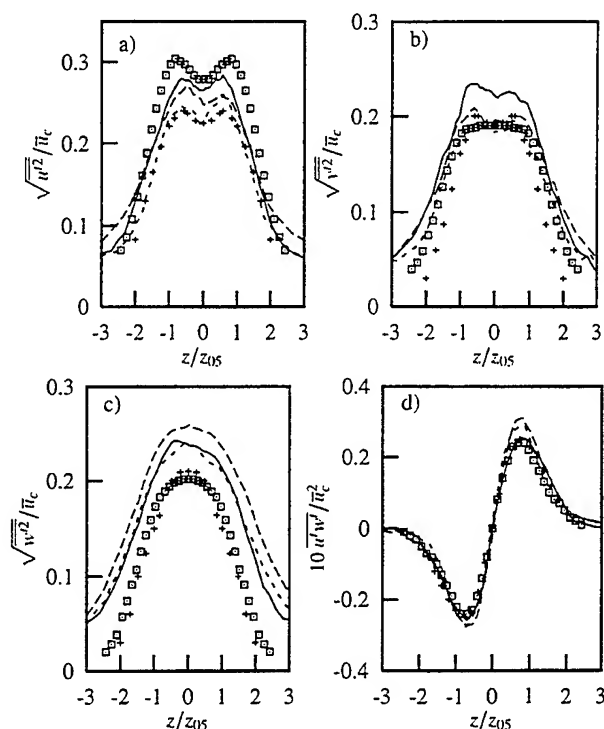 a)
0.3
0.2
0.1
0
√u'² / ū_c
-3 -2 -1 0 1 2 3
z/z₀₅
b)
0.3
0.2
0.1
0
√v'² / ū_c
-3 -2 -1 0 1 2 3
z/z₀₅
c)
0.3
0.2
0.1
0
√w'² / ū_c
-3 -2 -1 0 1 2 3
z/z₀₅
d)
0.4
0.2
0
-0.2
-0.4
10 u'w' / ū_c²
-3 -2 -1 0 1 2 3
z/z₀₅